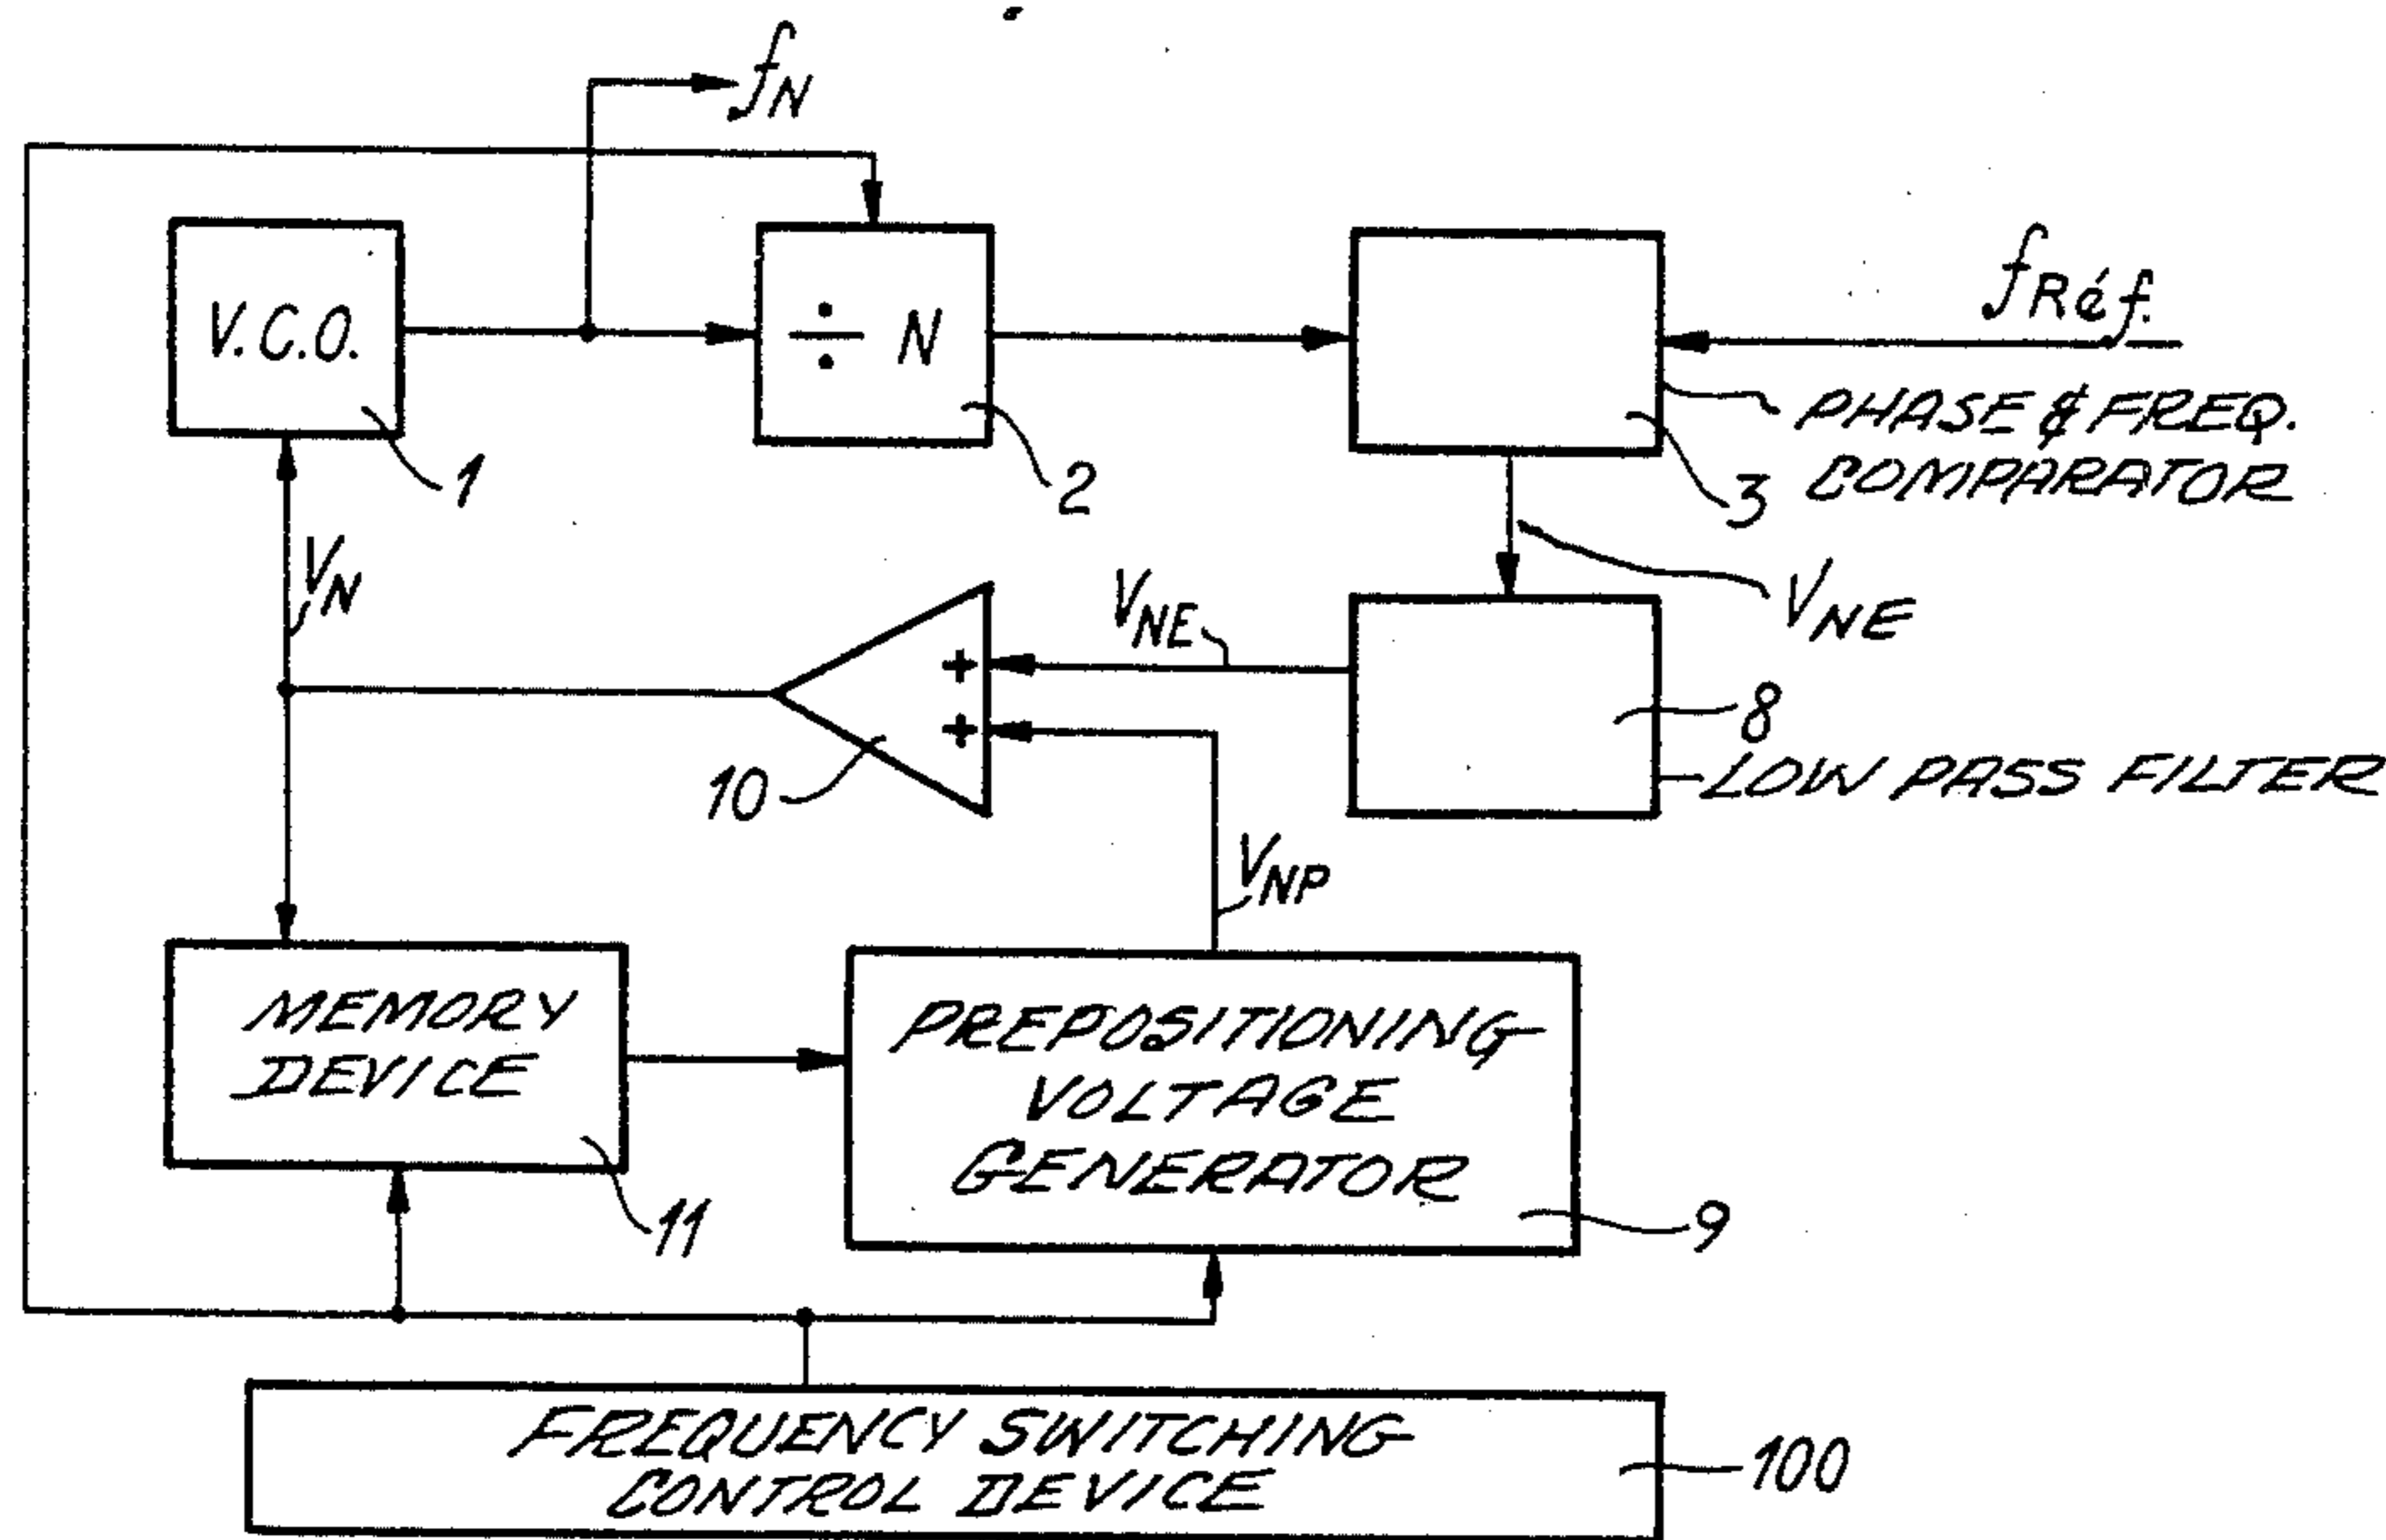 fN
V.C.O.
÷ N
fRéf.
1
2
3
PHASE & FREQ.
COMPARATOR
VN
VNE
VNE
+
+
10
8
LOW PASS FILTER
VNP
MEMORY
DEVICE
11
PREPOSITIONING
VOLTAGE
GENERATOR
9
FREQUENCY SWITCHING
CONTROL DEVICE
100